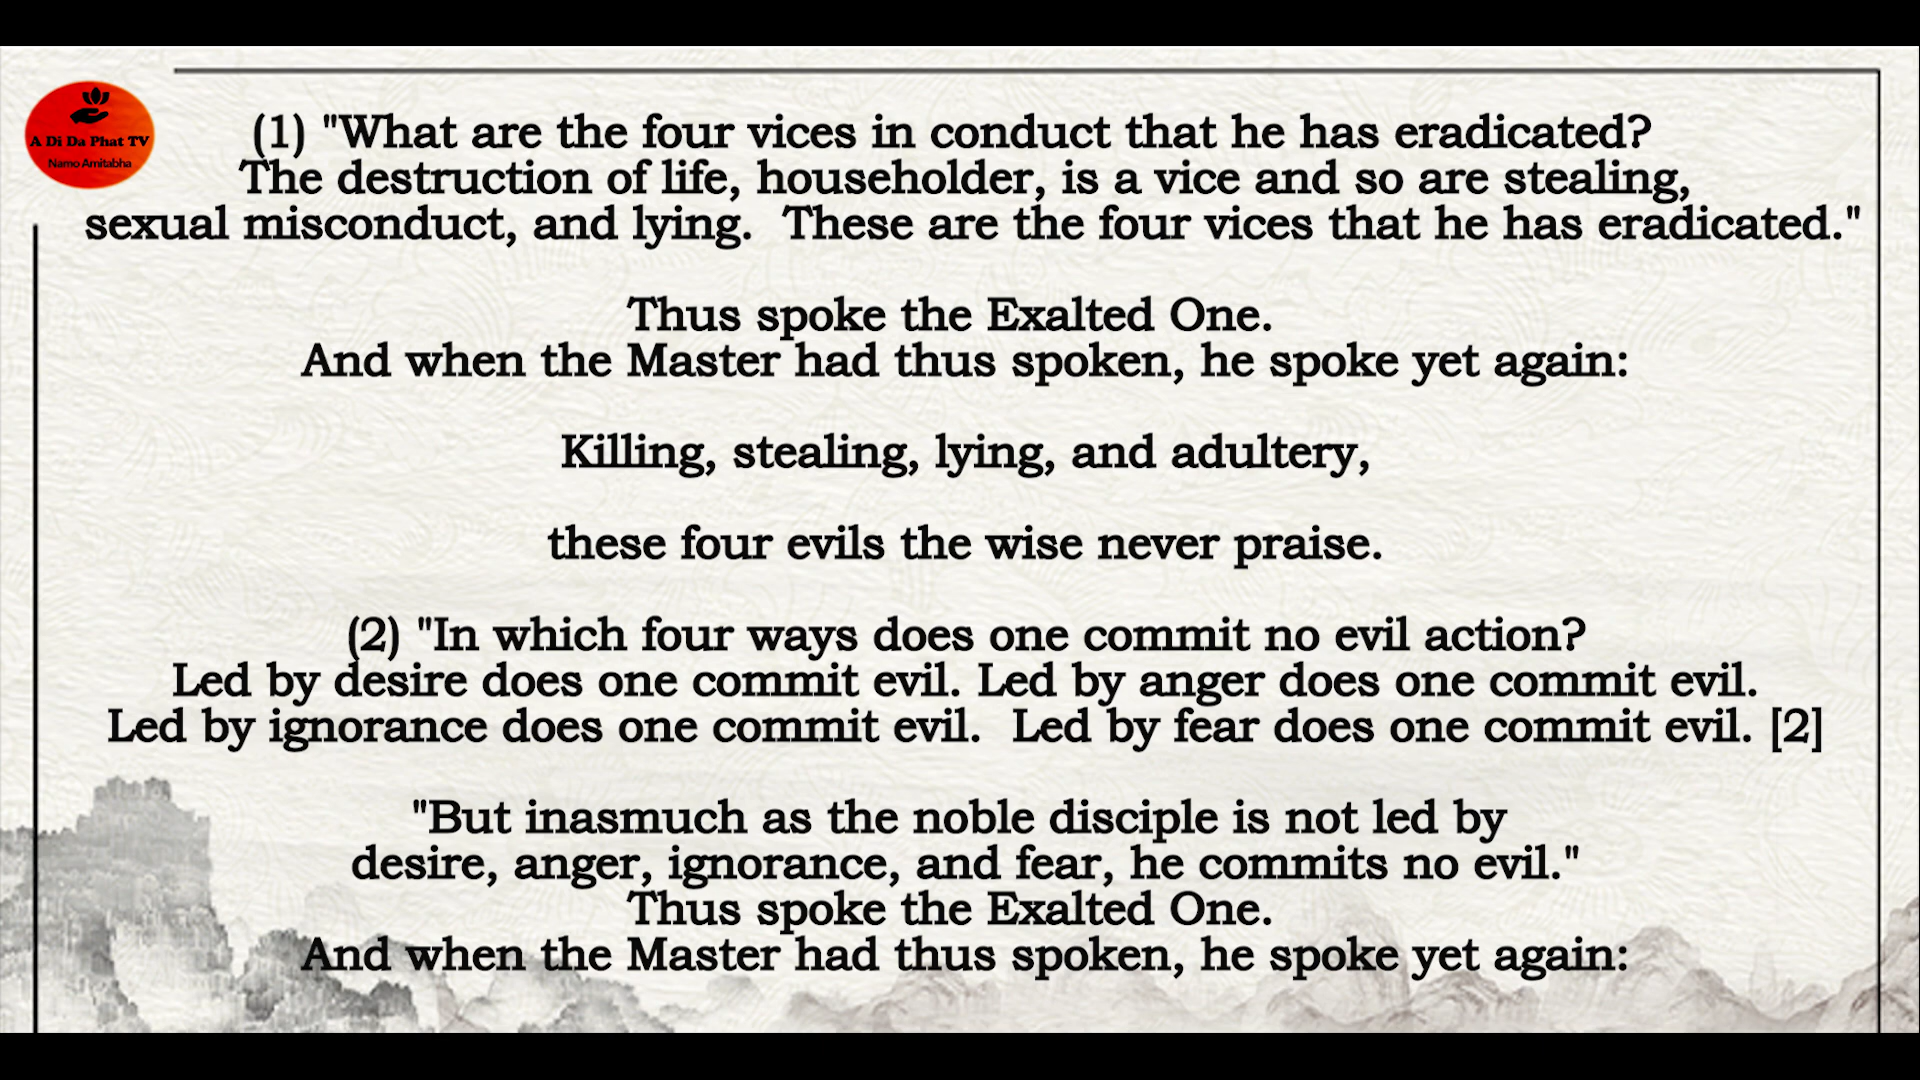 A Di Da Phat TV
Namo Amitabha
(1) "What are the four vices in conduct that he has eradicated?
The destruction of life, householder, is a vice and so are stealing,
sexual misconduct, and lying.  These are the four vices that he has eradicated."
Thus spoke the Exalted One.
And when the Master had thus spoken, he spoke yet again:
Killing, stealing, lying, and adultery,
these four evils the wise never praise.
(2) "In which four ways does one commit no evil action?
Led by desire does one commit evil. Led by anger does one commit evil.
Led by ignorance does one commit evil.  Led by fear does one commit evil. [2]
"But inasmuch as the noble disciple is not led by
desire, anger, ignorance, and fear, he commits no evil."
Thus spoke the Exalted One.
And when the Master had thus spoken, he spoke yet again: